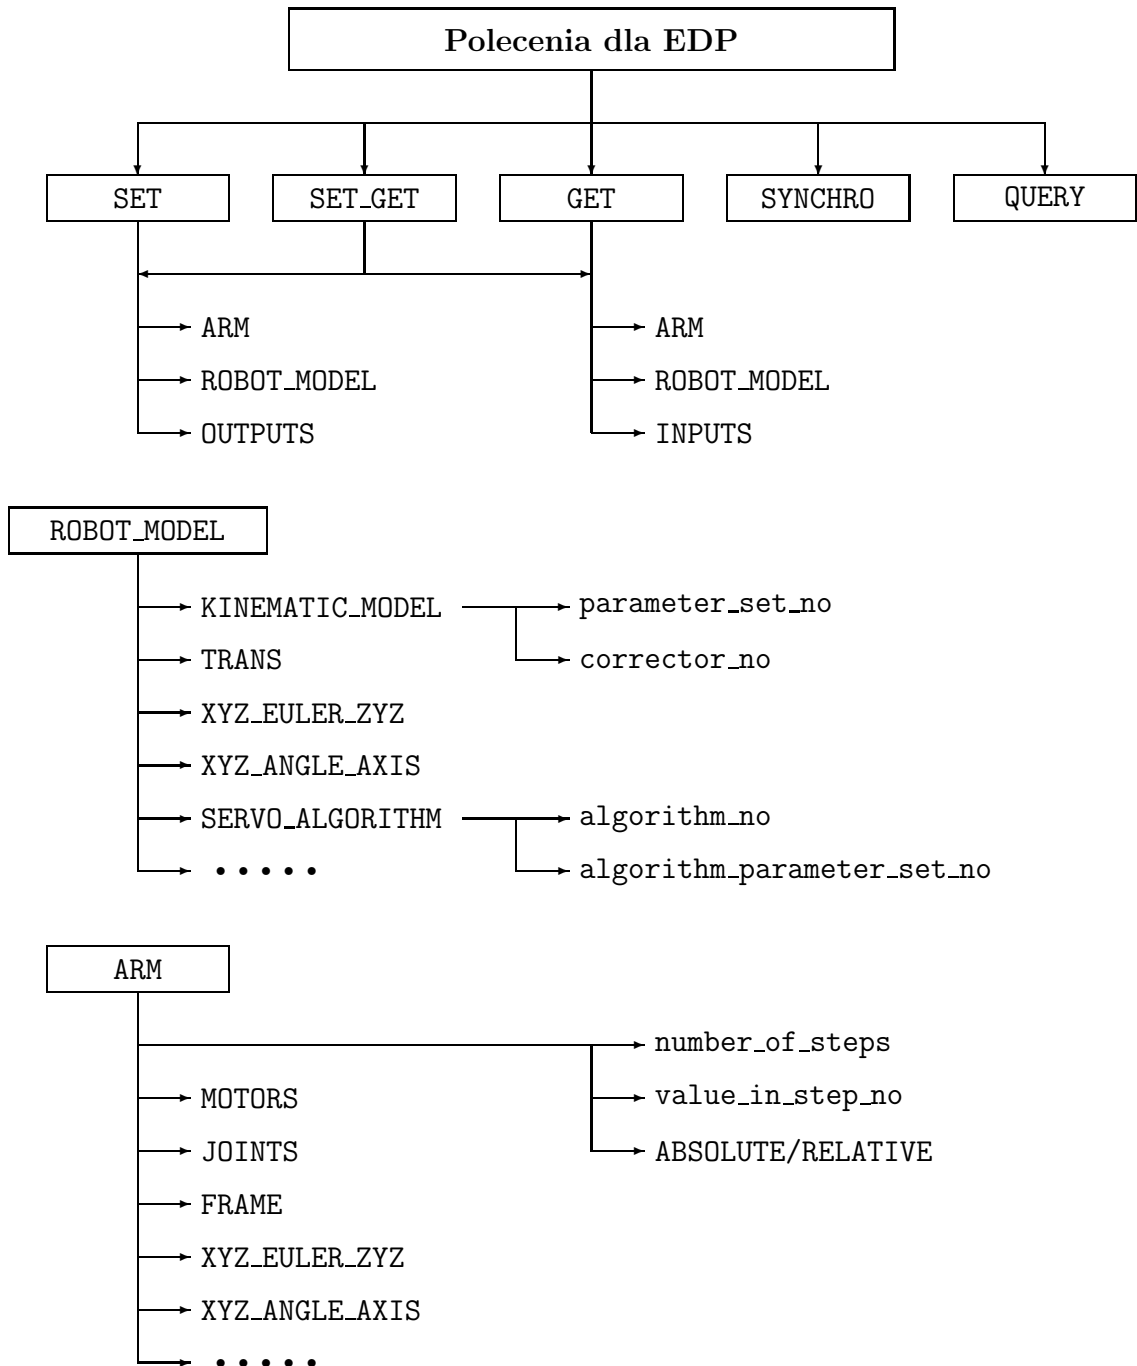 Polecenia dla EDP
SET SET_GET GET SYNCHRO QUERY
ARM ARM
ROBOT_MODEL ROBOT_MODEL
OUTPUTS INPUTS
ROBOT_MODEL
KINEMATIC_MODEL parameter_set_no
TRANS corrector_no
XYZ_EULER_ZYZ
XYZ_ANGLE_AXIS
SERVO_ALGORITHM algorithm_no
• • • • • algorithm_parameter_set_no
ARM
number_of_steps
MOTORS value_in_step_no
JOINTS ABSOLUTE/RELATIVE
FRAME
XYZ_EULER_ZYZ
XYZ_ANGLE_AXIS
• • • • •